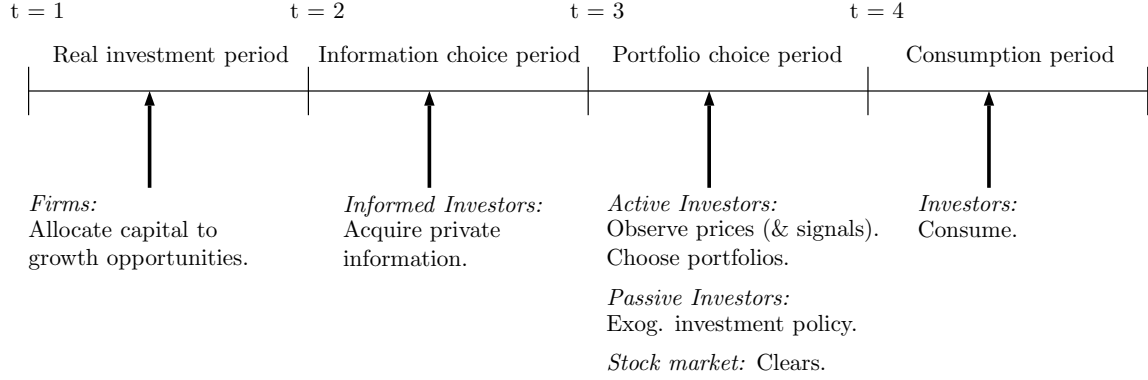 t = 1 t = 2 t = 3 t = 4
Real investment period Information choice period Portfolio choice period Consumption period
Firms:
Allocate capital to
growth opportunities.
Informed Investors:
Acquire private
information.
Active Investors:
Observe prices (& signals).
Choose portfolios.
Passive Investors:
Exog. investment policy.
Stock market: Clears.
Investors:
Consume.